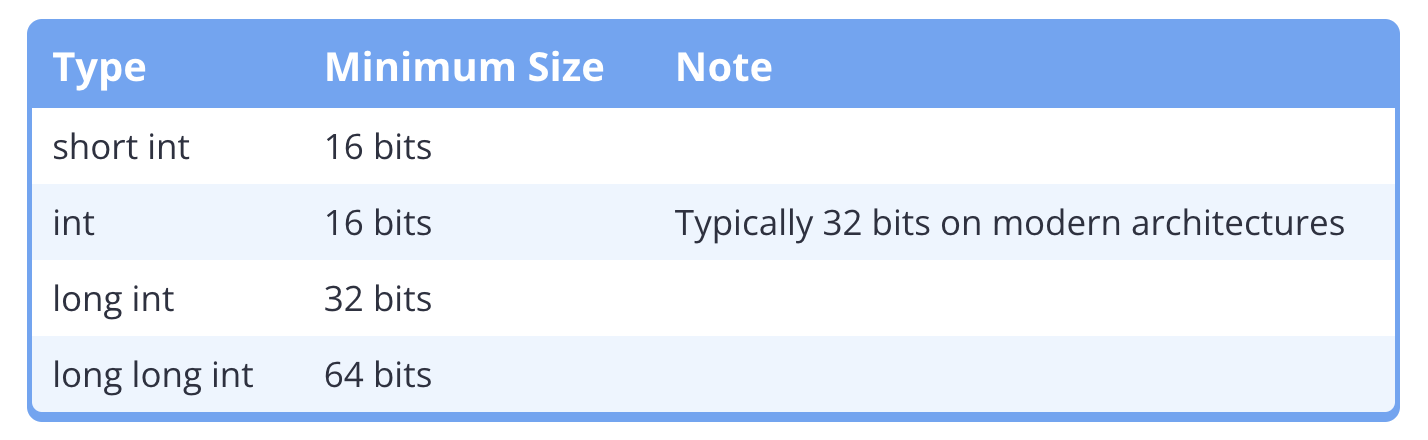 Type Minimum Size Note
short int 16 bits
int 16 bits Typically 32 bits on modern architectures
long int 32 bits
long long int 64 bits